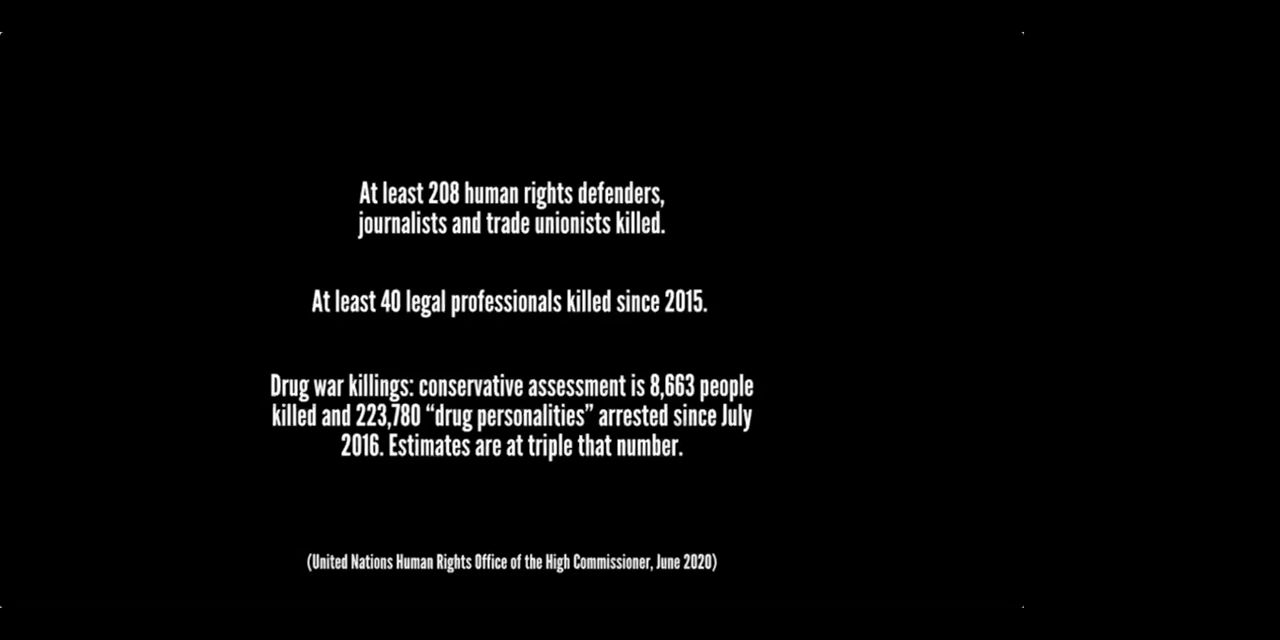 At least 208 human rights defenders,
journalists and trade unionists killed.
At least 40 legal professionals killed since 2015.
Drug war killings: conservative assessment is 8,663 people
killed and 223,780 “drug personalities” arrested since July
2016. Estimates are at triple that number.
(United Nations Human Rights Office of the High Commissioner, June 2020)